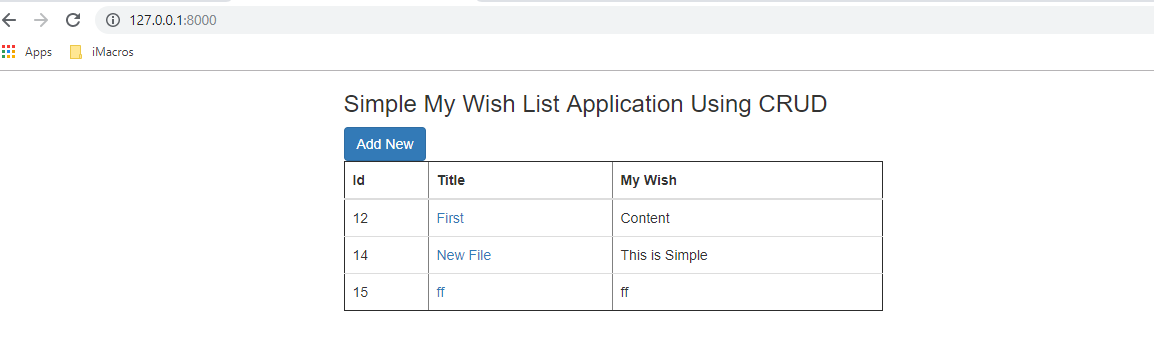 127.0.0.1:8000
Apps iMacros
Simple My Wish List Application Using CRUD
Add New
Id Title My Wish
12 First Content
14 New File This is Simple
15 ff ff